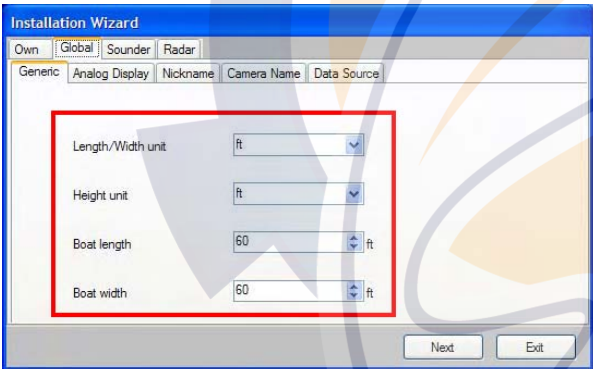 Installation Wizard
Own Global Sounder Radar
Generic Analog Display Nickname Camera Name Data Source
Length/Width unit ft
Height unit ft
Boat length 60 ft
Boat width 60 ft
Next Exit